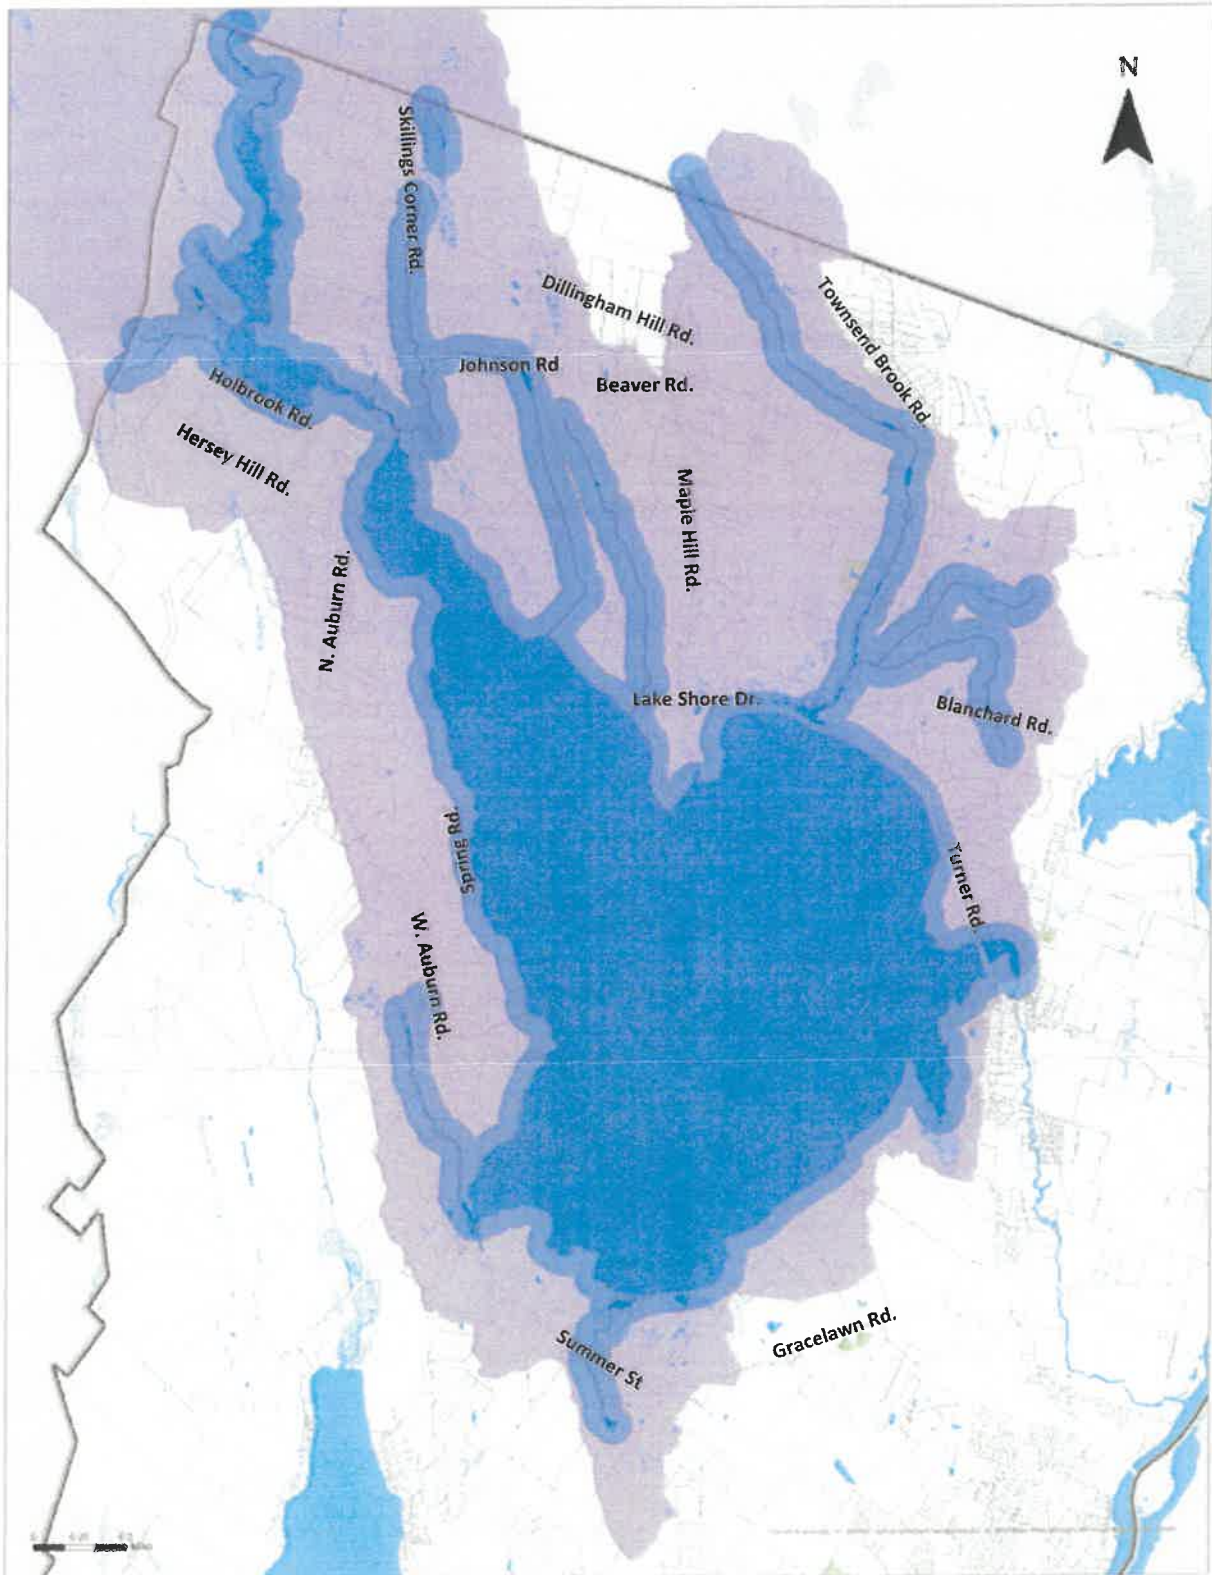 N
Skillings Corner Rd.
Dillingham Hill Rd.
Townsend Brook Rd.
Johnson Rd
Beaver Rd.
Holbrook Rd.
Hersey Hill Rd.
Maple Hill Rd.
N. Auburn Rd.
Lake Shore Dr.
Blanchard Rd.
Spring Rd.
Turner Rd.
W. Auburn Rd.
Gracelawn Rd.
Summer St